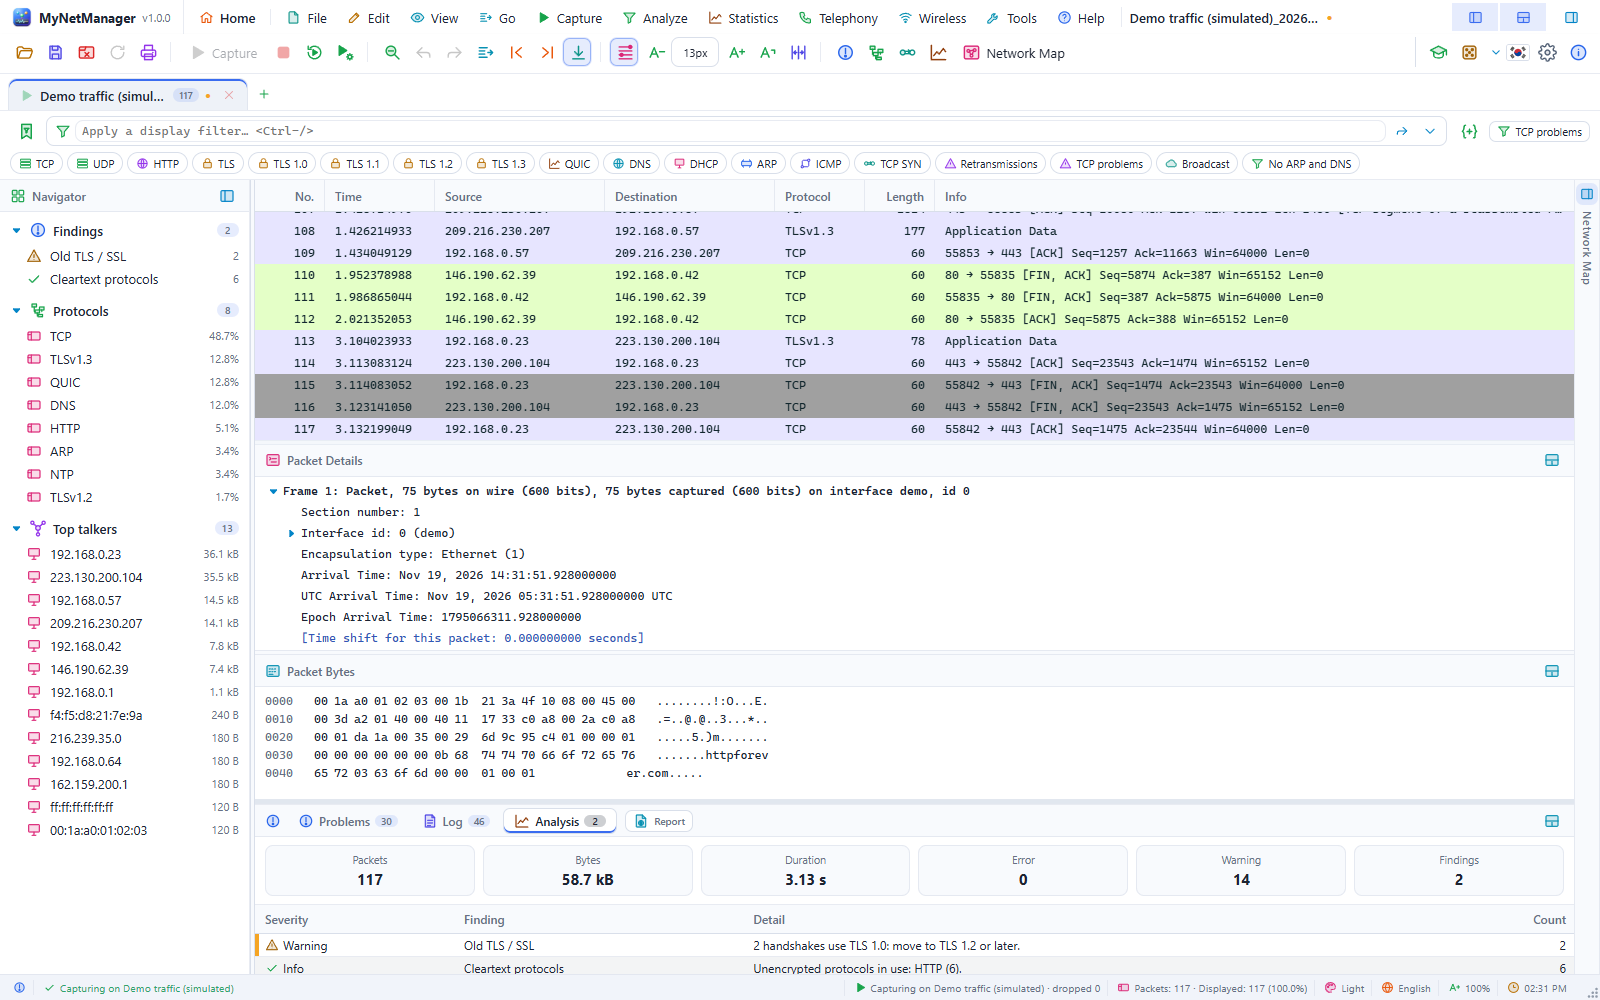 MyNetManager v1.0.0
Home File Edit View Go Capture Analyze Statistics Telephony Wireless Tools Help Demo traffic (simulated)_2026...
Capture 13px Network Map
Demo traffic (simul... 117
Apply a display filter… <Ctrl-/> TCP problems
TCP UDP HTTP TLS TLS 1.0 TLS 1.1 TLS 1.2 TLS 1.3 QUIC DNS DHCP ARP ICMP TCP SYN Retransmissions TCP problems Broadcast No ARP and DNS
Navigator
Findings 2
Old TLS / SSL 2
Cleartext protocols 6
Protocols 8
TCP 48.7%
TLSv1.3 12.8%
QUIC 12.8%
DNS 12.0%
HTTP 5.1%
ARP 3.4%
NTP 3.4%
TLSv1.2 1.7%
Top talkers 13
192.168.0.23 36.1 kB
223.130.200.104 35.5 kB
192.168.0.57 14.5 kB
209.216.230.207 14.1 kB
192.168.0.42 7.8 kB
146.190.62.39 7.4 kB
192.168.0.1 1.1 kB
f4:f5:d8:21:7e:9a 240 B
216.239.35.0 180 B
192.168.0.64 180 B
162.159.200.1 180 B
ff:ff:ff:ff:ff:ff 120 B
00:1a:a0:01:02:03 120 B
No. Time Source Destination Protocol Length Info
108 1.426214933 209.216.230.207 192.168.0.57 TLSv1.3 177 Application Data
109 1.434049129 192.168.0.57 209.216.230.207 TCP 60 55853 → 443 [ACK] Seq=1257 Ack=11663 Win=64000 Len=0
110 1.952378988 146.190.62.39 192.168.0.42 TCP 60 80 → 55835 [FIN, ACK] Seq=5874 Ack=387 Win=65152 Len=0
111 1.986865044 192.168.0.42 146.190.62.39 TCP 60 55835 → 80 [FIN, ACK] Seq=387 Ack=5875 Win=64000 Len=0
112 2.021352053 146.190.62.39 192.168.0.42 TCP 60 80 → 55835 [ACK] Seq=5875 Ack=388 Win=65152 Len=0
113 3.104023933 192.168.0.23 223.130.200.104 TLSv1.3 78 Application Data
114 3.113083124 223.130.200.104 192.168.0.23 TCP 60 443 → 55842 [ACK] Seq=23543 Ack=1474 Win=65152 Len=0
115 3.114083052 192.168.0.23 223.130.200.104 TCP 60 55842 → 443 [FIN, ACK] Seq=1474 Ack=23543 Win=64000 Len=0
116 3.123141050 223.130.200.104 192.168.0.23 TCP 60 443 → 55842 [FIN, ACK] Seq=23543 Ack=1475 Win=65152 Len=0
117 3.132199049 192.168.0.23 223.130.200.104 TCP 60 55842 → 443 [ACK] Seq=1475 Ack=23544 Win=64000 Len=0
Network Map
Packet Details
Frame 1: Packet, 75 bytes on wire (600 bits), 75 bytes captured (600 bits) on interface demo, id 0
Section number: 1
Interface id: 0 (demo)
Encapsulation type: Ethernet (1)
Arrival Time: Nov 19, 2026 14:31:51.928000000
UTC Arrival Time: Nov 19, 2026 05:31:51.928000000 UTC
Epoch Arrival Time: 1795066311.928000000
[Time shift for this packet: 0.000000000 seconds]
Packet Bytes
0000 00 1a a0 01 02 03 00 1b 21 3a 4f 10 08 00 45 00 ........!:O...E.
0010 00 3d a2 01 40 00 40 11 17 33 c0 a8 00 2a c0 a8 .=..@.@..3...*..
0020 00 01 da 1a 00 35 00 29 6d 9c 95 c4 01 00 00 01 .....5.)m.......
0030 00 00 00 00 00 00 0b 68 74 74 70 66 6f 72 65 76 .......httpforev
0040 65 72 03 63 6f 6d 00 00 01 00 01 er.com.....
Problems 30 Log 46 Analysis 2 Report
Packets Bytes Duration Error Warning Findings
117 58.7 kB 3.13 s 0 14 2
Severity Finding Detail Count
Warning Old TLS / SSL 2 handshakes use TLS 1.0: move to TLS 1.2 or later. 2
Info Cleartext protocols Unencrypted protocols in use: HTTP (6). 6
Capturing on Demo traffic (simulated) Capturing on Demo traffic (simulated) · dropped 0 Packets: 117 · Displayed: 117 (100.0%) Light English 100% 02:31 PM